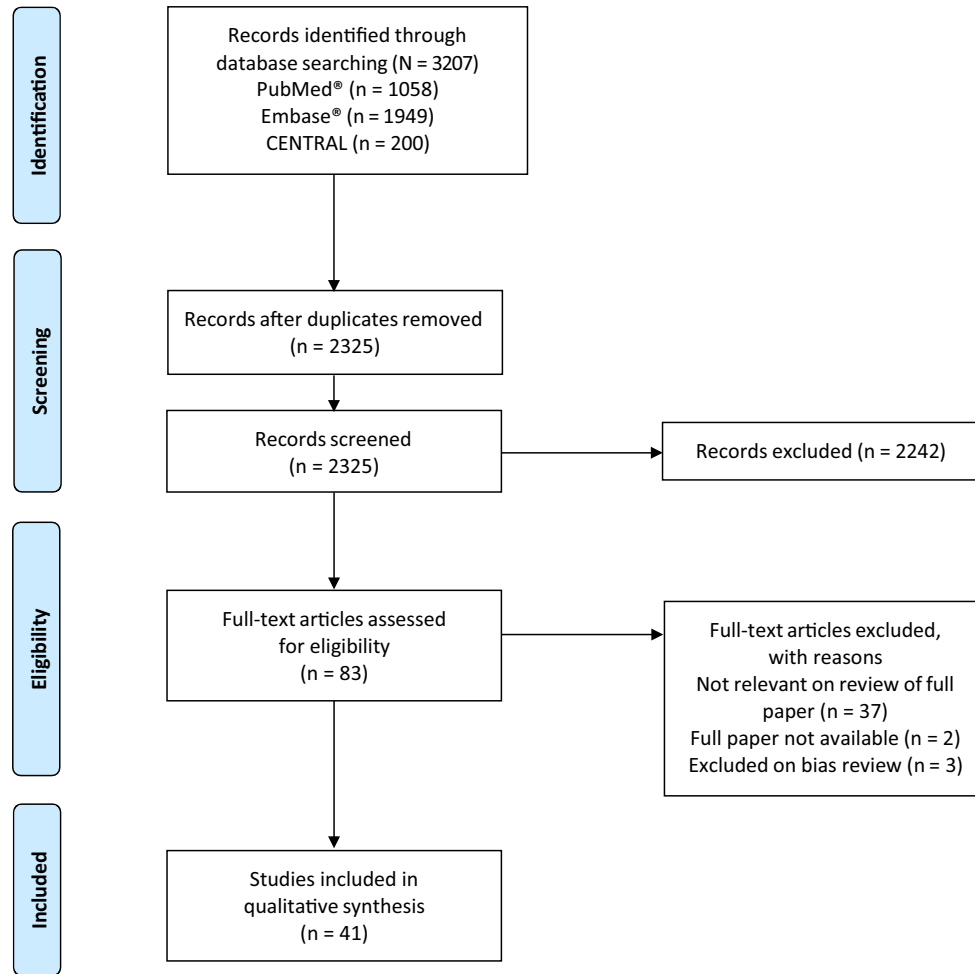 Identification
Records identified through
database searching (N = 3207)
PubMed® (n = 1058)
Embase® (n = 1949)
CENTRAL (n = 200)
Screening
Records after duplicates removed
(n = 2325)
Records screened
(n = 2325)
Records excluded (n = 2242)
Eligibility
Full-text articles assessed
for eligibility
(n = 83)
Full-text articles excluded,
with reasons
Not relevant on review of full
paper (n = 37)
Full paper not available (n = 2)
Excluded on bias review (n = 3)
Included
Studies included in
qualitative synthesis
(n = 41)